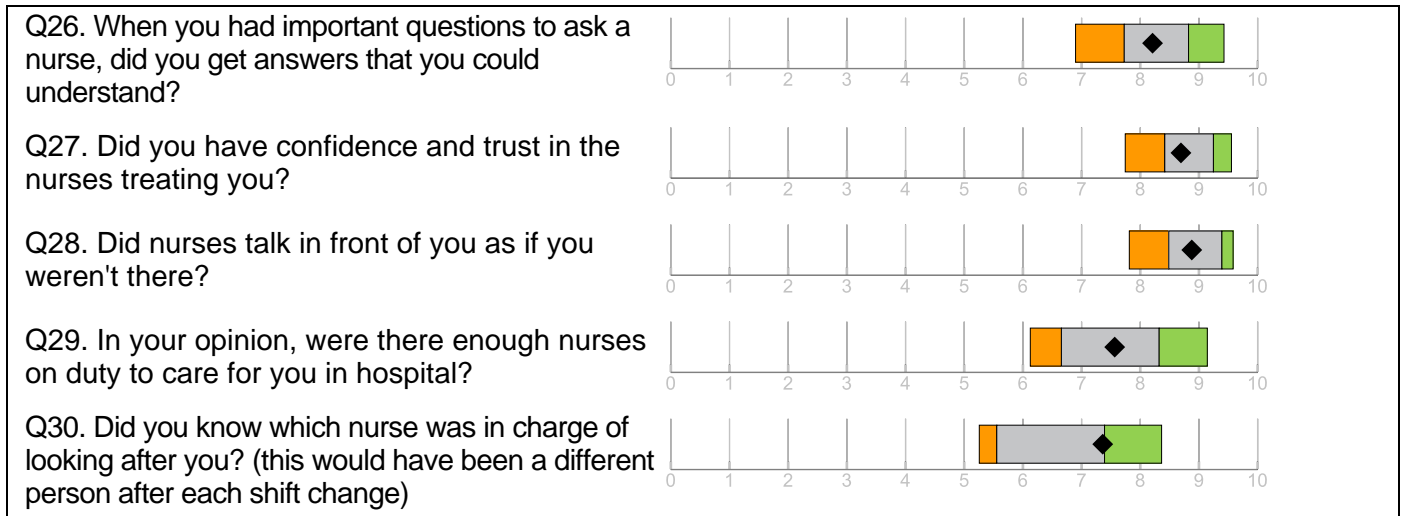 Q26. When you had important questions to ask a
nurse, did you get answers that you could
understand?
0 1 2 3 4 5 6 7 8 9 10
Q27. Did you have confidence and trust in the
nurses treating you?
0 1 2 3 4 5 6 7 8 9 10
Q28. Did nurses talk in front of you as if you
weren't there?
0 1 2 3 4 5 6 7 8 9 10
Q29. In your opinion, were there enough nurses
on duty to care for you in hospital?
0 1 2 3 4 5 6 7 8 9 10
Q30. Did you know which nurse was in charge of
looking after you? (this would have been a different
person after each shift change)
0 1 2 3 4 5 6 7 8 9 10